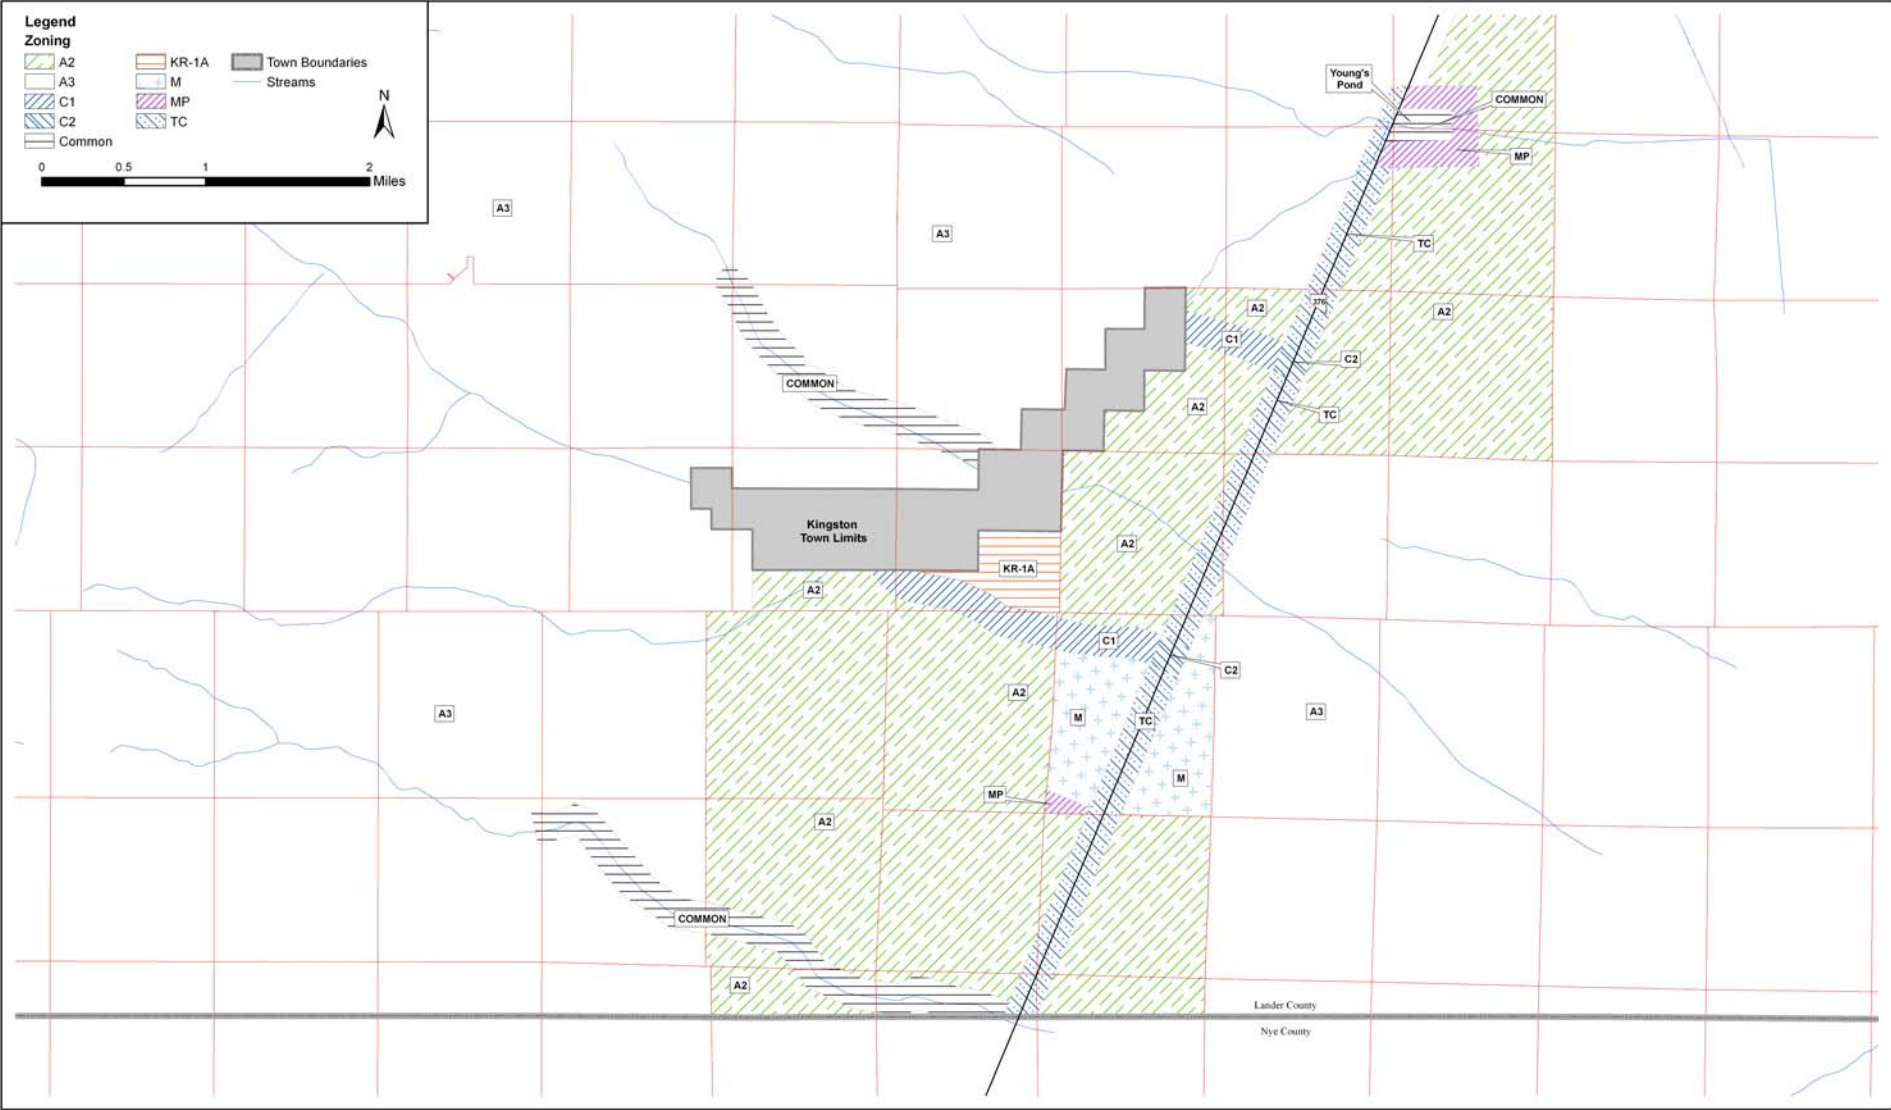 Legend
Zoning
A2
A3
C1
C2
Common
KR-1A
M
MP
TC
Town Boundaries
Streams
N
0 0.5 1 2
Miles
Young's
Pond
COMMON
MP
A3
A3
TC
376
A2
A2
C1
C2
COMMON
A2
TC
Kingston
Town Limits
A2
KR-1A
A2
C1
C2
A2
A3
M
TC
A3
M
MP
A2
COMMON
A2
Lander County
Nye County